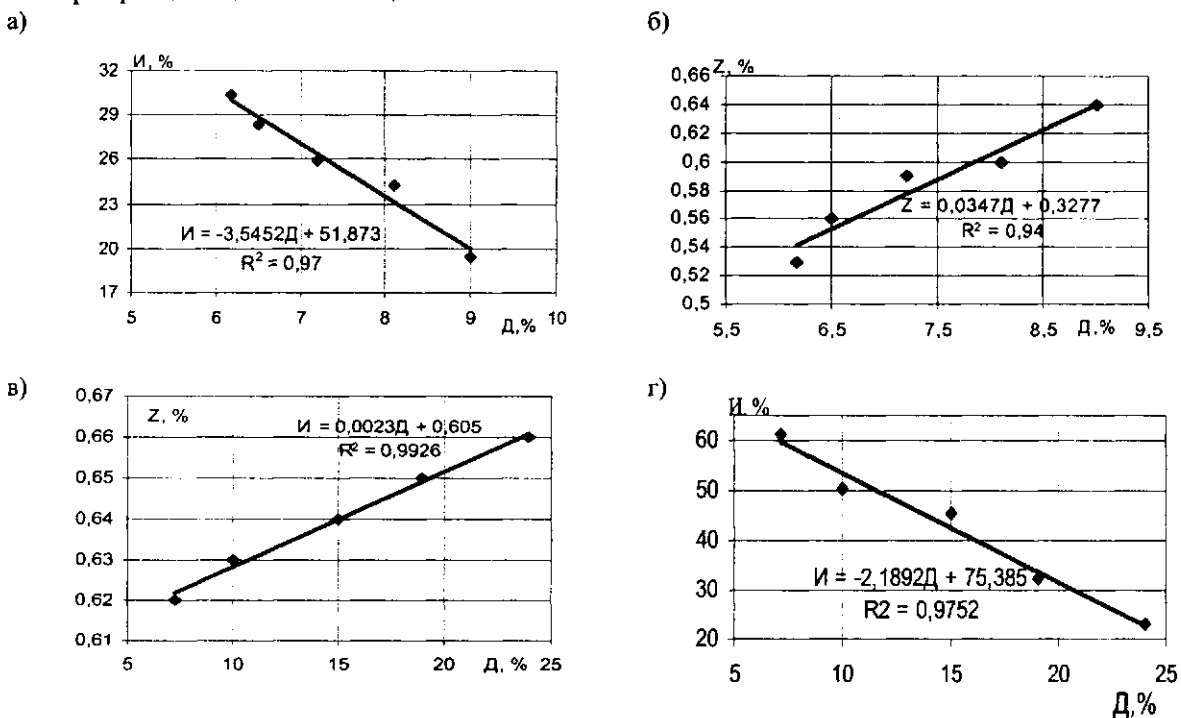 а)
И, %
32
29
26
23
20
17
И = -3,5452Д + 51,873
R² = 0,97
5 6 7 8 9 10
Д,%
б)
Z, %
0,66
0,64
0,62
0,6
0,58
0,56
0,54
0,52
0,5
Z = 0,0347Д + 0,3277
R² = 0,94
5,5 6,5 7,5 8,5 Д,% 9,5
в)
Z, %
0,67
0,66
0,65
0,64
0,63
0,62
0,61
И = 0,0023Д + 0,605
R² = 0,9926
5 10 15 20 Д, % 25
г)
И, %
60
50
40
30
20
И = -2,1892Д + 75,385
R2 = 0,9752
5 10 15 20 25
Д,%